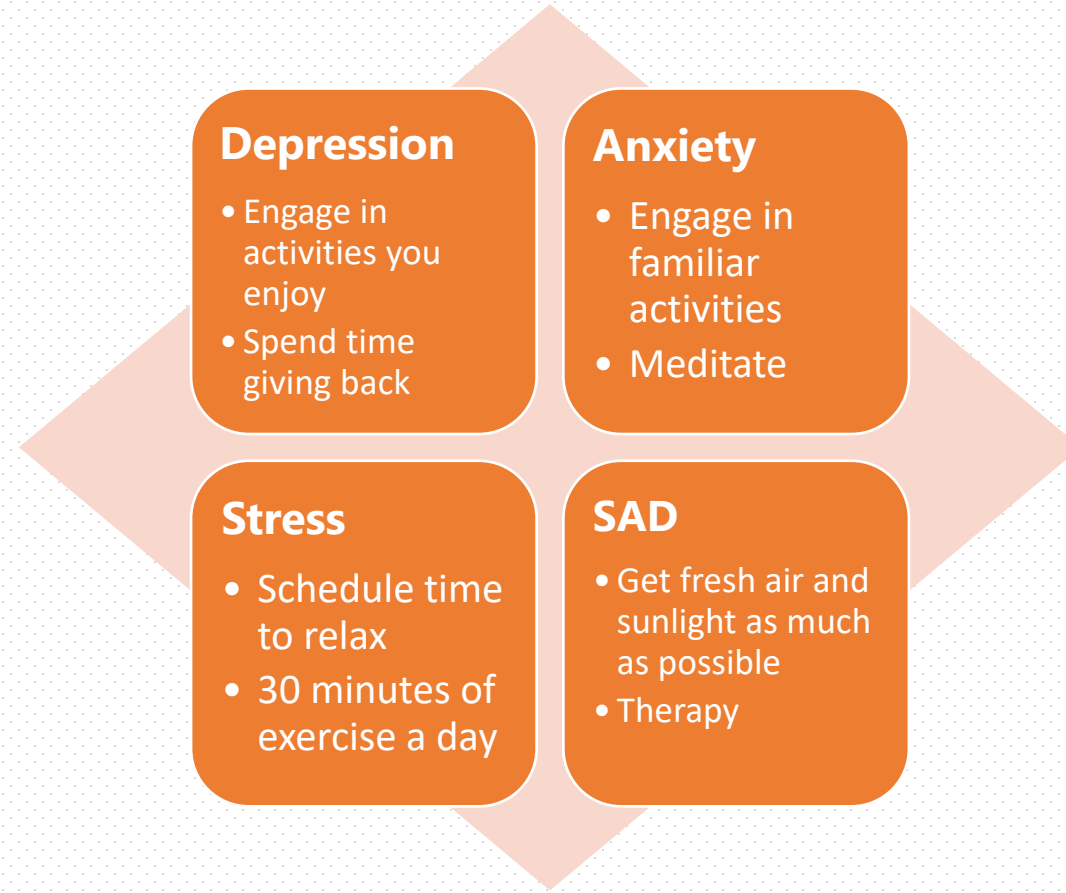 Depression
• Engage in
activities you
enjoy
• Spend time
giving back
Anxiety
• Engage in
familiar
activities
• Meditate
Stress
• Schedule time
to relax
• 30 minutes of
exercise a day
SAD
• Get fresh air and
sunlight as much
as possible
• Therapy